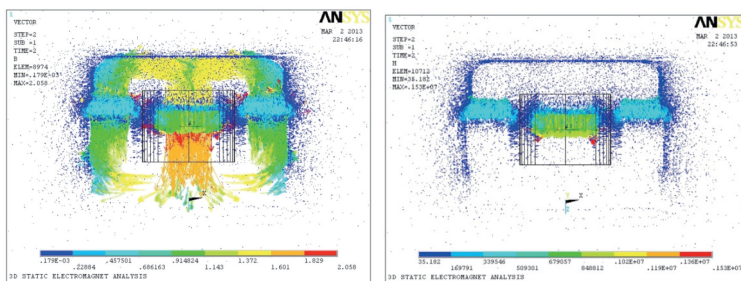 1
VECTOR
STEP=2
SUB =1
TIME=2
B
ELEM=8974
MIN=.179E-03
MAX=2.058
ANSYS
MAR 2 2013
22:46:16
X
.179E-03
.22884
.457501
.686163
.914824
1.143
1.372
1.601
1.829
2.058
3D STATIC ELECTROMAGNET ANALYSIS
1
VECTOR
STEP=2
SUB =1
TIME=2
H
ELEM=10712
MIN=35.182
MAX=.153E+07
ANSYS
MAR 2 2013
22:46:53
Y
X
Z
35.182
169791
339546
509301
679057
848812
.102E+07
.119E+07
.136E+07
.153E+07
3D STATIC ELECTROMAGNET ANALYSIS